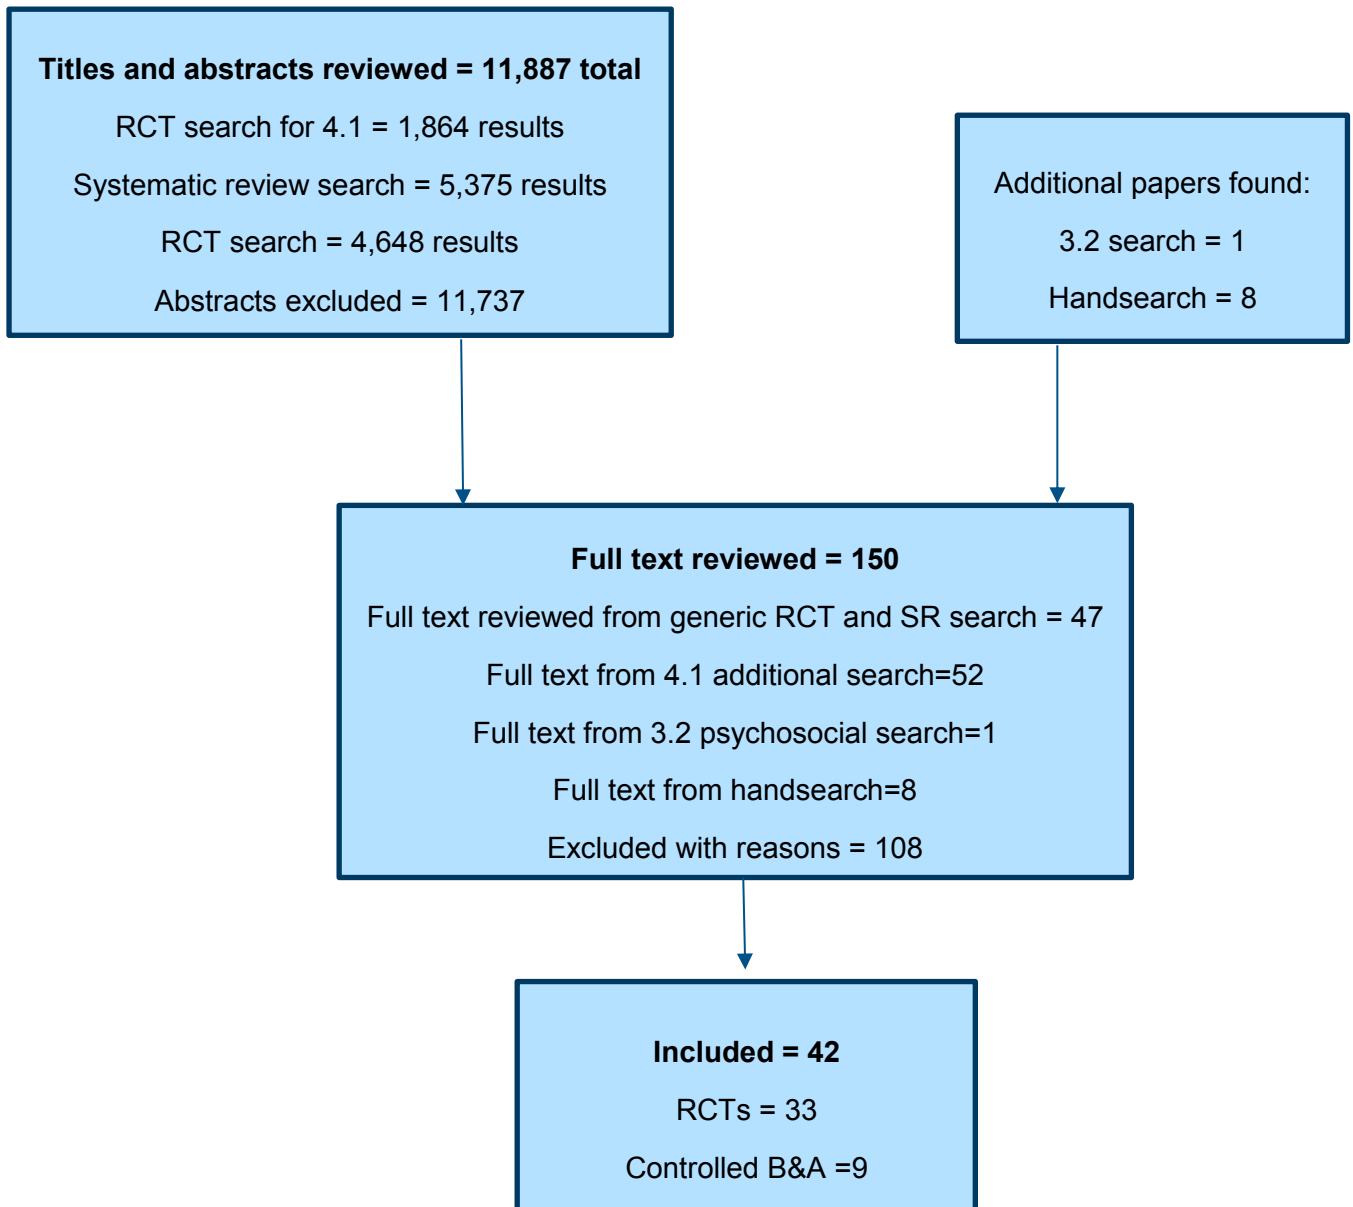 Titles and abstracts reviewed = 11,887 total
RCT search for 4.1 = 1,864 results
Systematic review search = 5,375 results
RCT search = 4,648 results
Abstracts excluded = 11,737
Additional papers found:
3.2 search = 1
Handsearch = 8
Full text reviewed = 150
Full text reviewed from generic RCT and SR search = 47
Full text from 4.1 additional search=52
Full text from 3.2 psychosocial search=1
Full text from handsearch=8
Excluded with reasons = 108
Included = 42
RCTs = 33
Controlled B&A =9